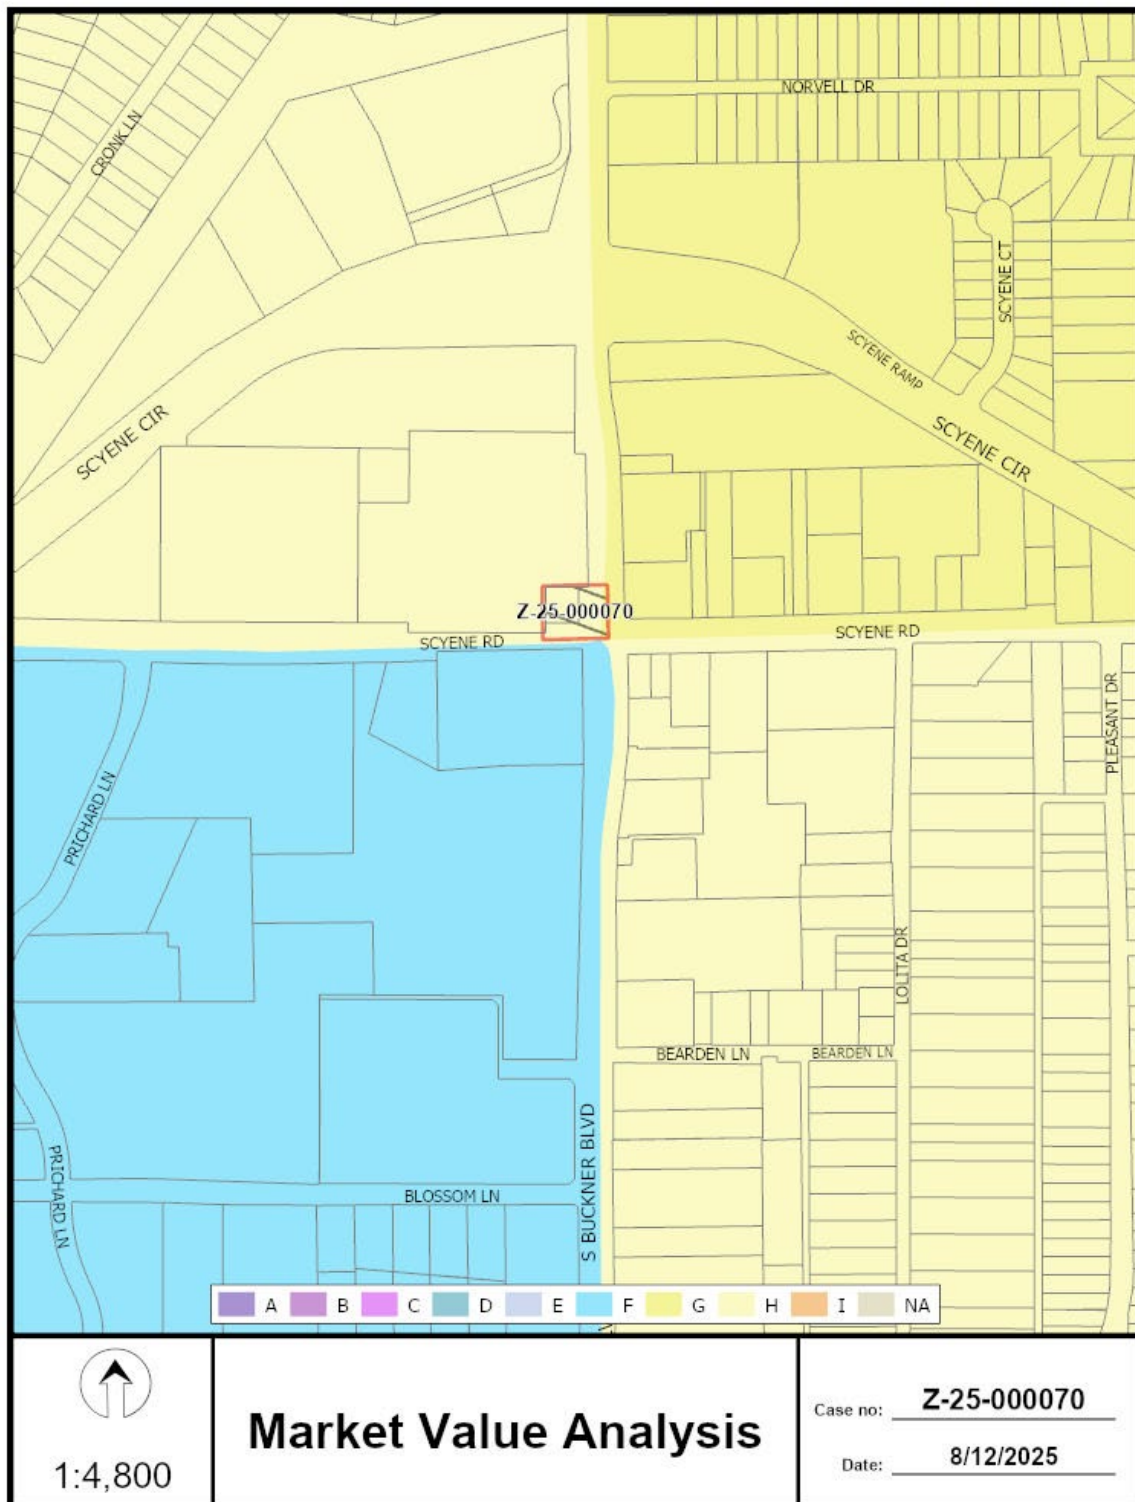 NORVELL DR
CRONK LN
SCYENE CT
SCYENE RAMP
SCYENE CIR
SCYENE CIR
Z-25-000070
SCYENE RD
SCYENE RD
PLEASANT DR
PRICHARD LN
LOLITA DR
BEARDEN LN
BEARDEN LN
S BUCKNER BLVD
PRICHARD LN
BLOSSOM LN
A B C D E F G H I NA
1:4,800
Market Value Analysis
Case no: Z-25-000070
Date: 8/12/2025